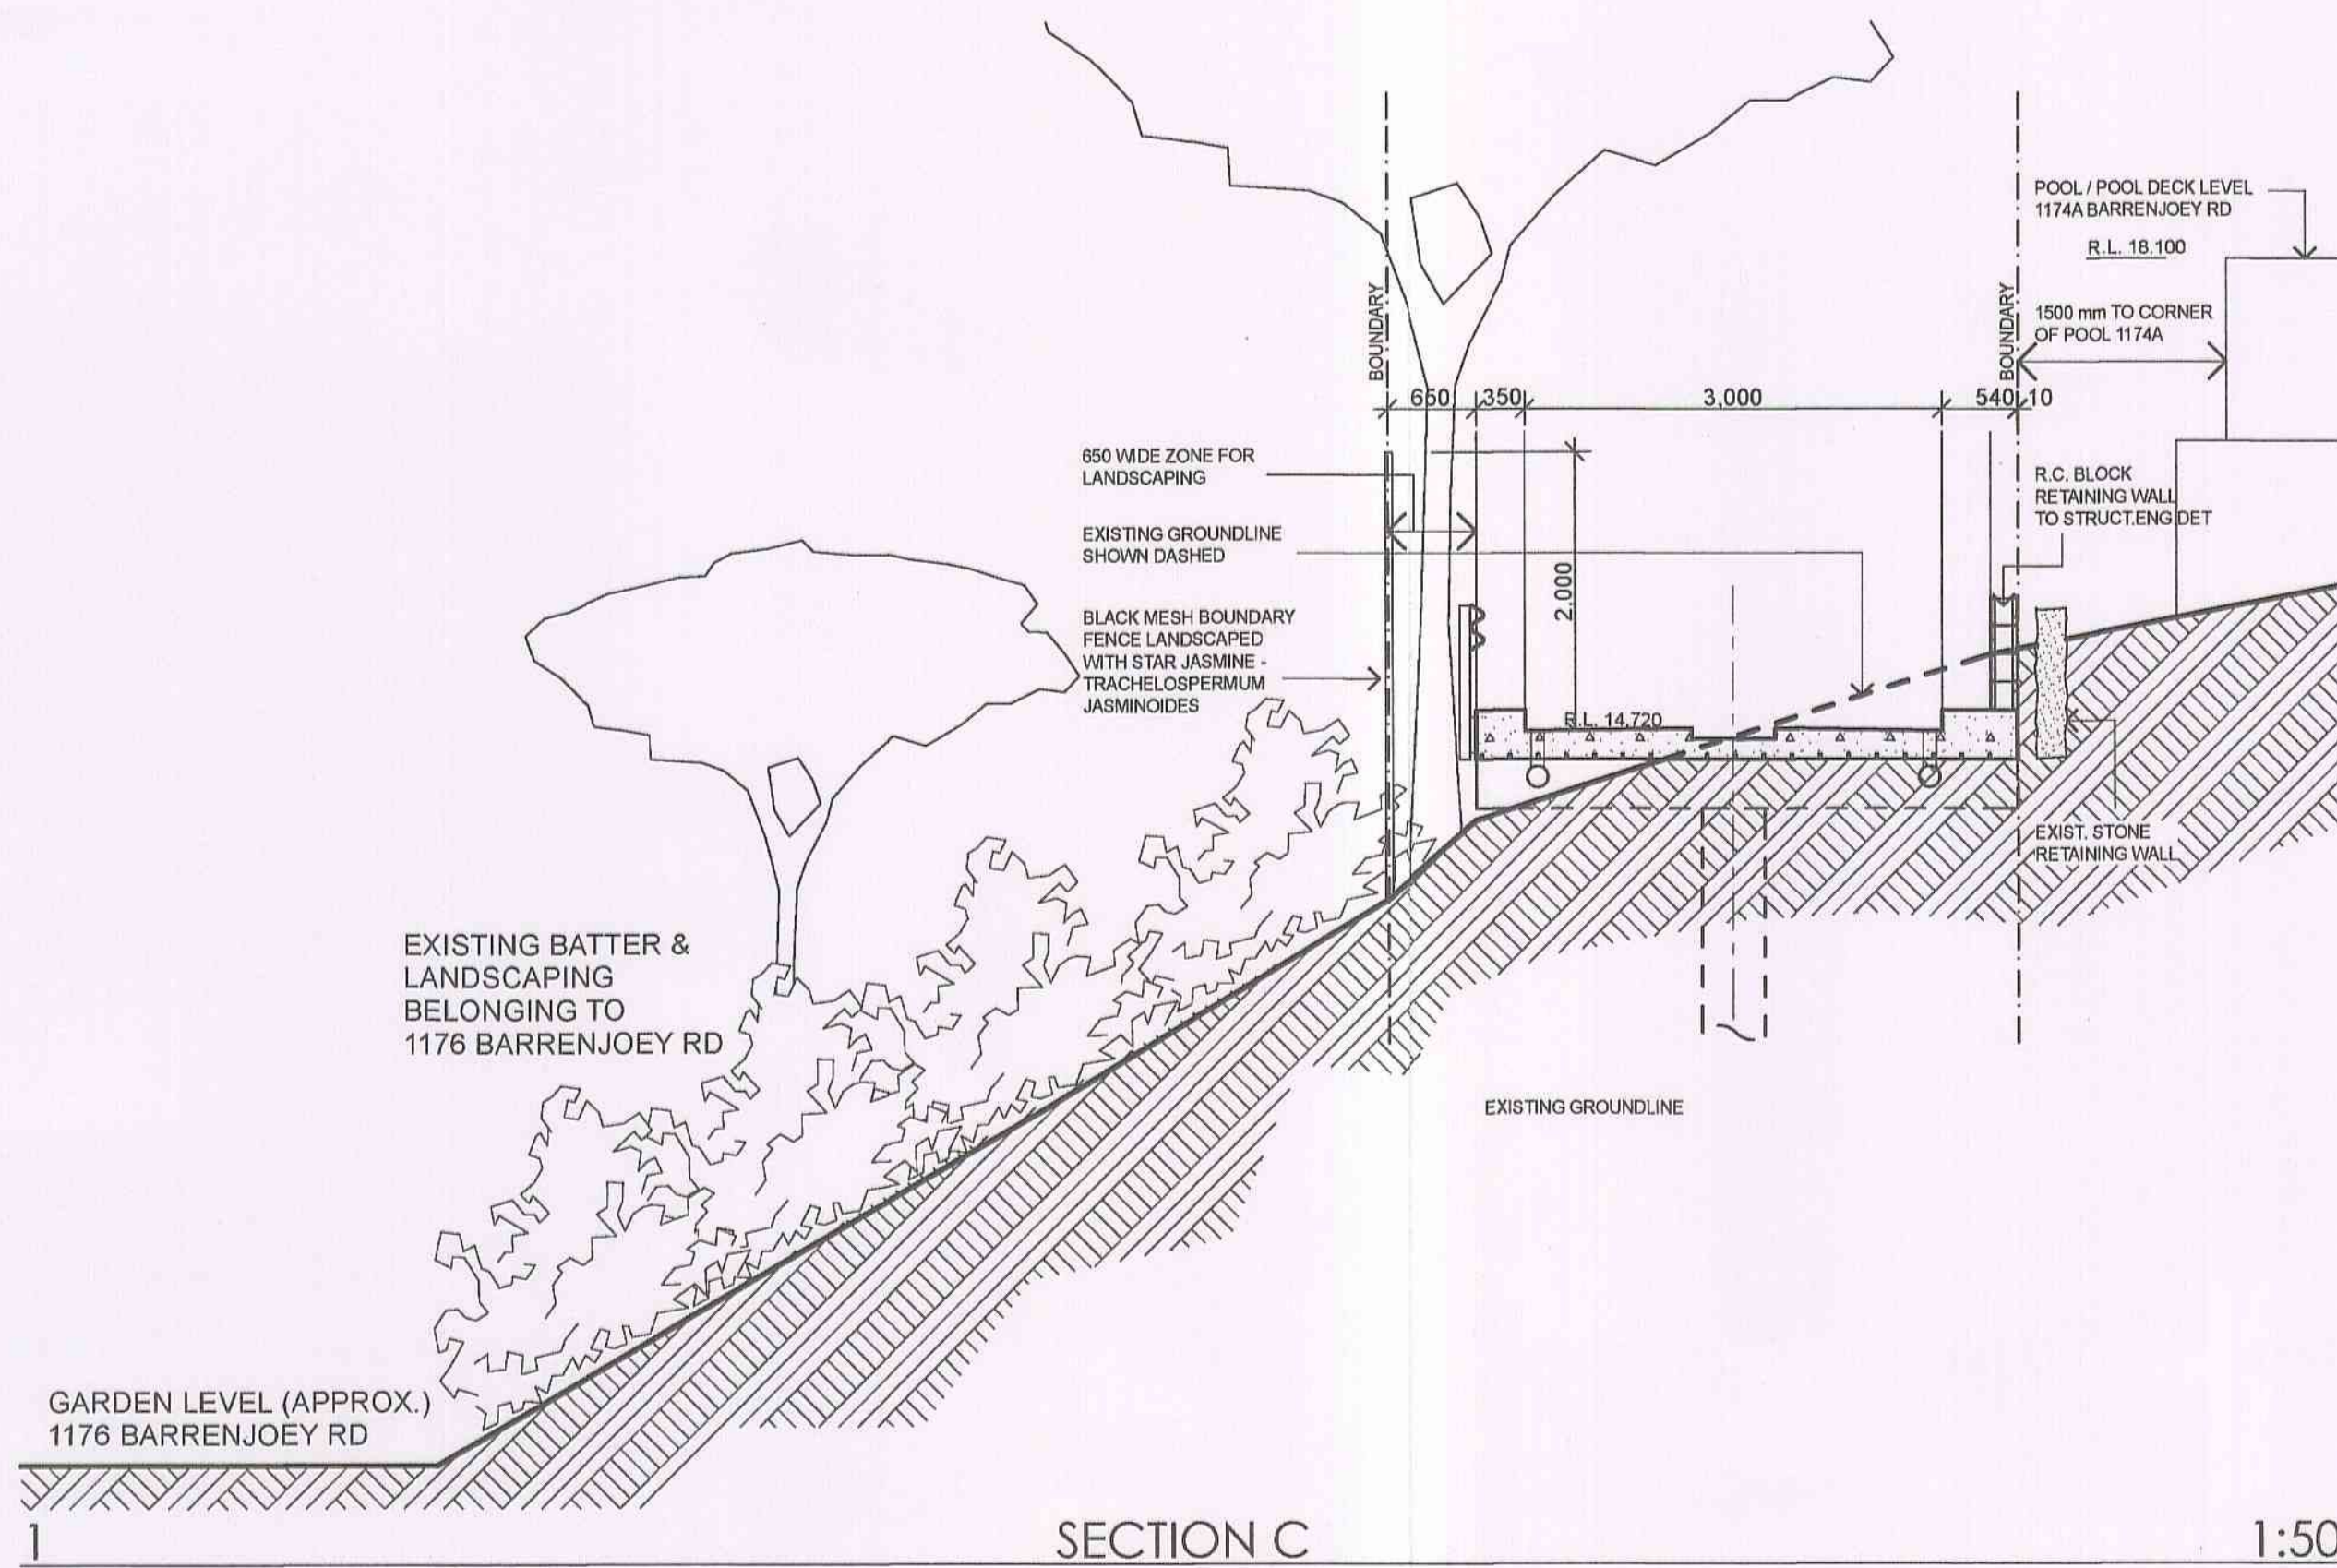 POOL / POOL DECK LEVEL
1174A BARRENJOEY RD
R.L. 18.100
BOUNDARY
BOUNDARY
1500 mm TO CORNER
OF POOL 1174A
650 350 3,000 540 10
650 WIDE ZONE FOR
LANDSCAPING
R.C. BLOCK
RETAINING WALL
TO STRUCT.ENG DET
EXISTING GROUNDLINE
SHOWN DASHED
2,000
BLACK MESH BOUNDARY
FENCE LANDSCAPED
WITH STAR JASMINE -
TRACHELOSPERMUM
JASMINOIDES
R.L. 14.720
EXIST. STONE
RETAINING WALL
EXISTING BATTER &
LANDSCAPING
BELONGING TO
1176 BARRENJOEY RD
EXISTING GROUNDLINE
GARDEN LEVEL (APPROX.)
1176 BARRENJOEY RD
1 SECTION C 1:50